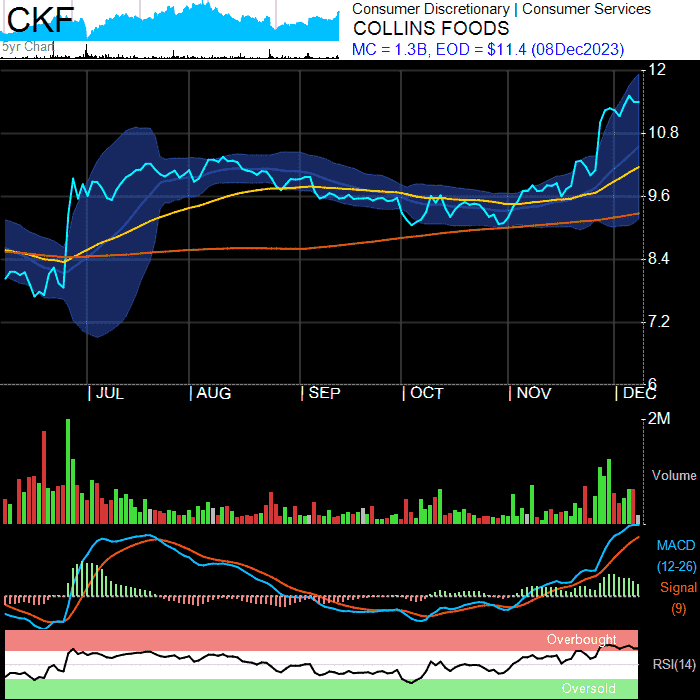 CKF
5yr Chart
Consumer Discretionary | Consumer Services
COLLINS FOODS
MC = 1.3B, EOD = $11.4 (08Dec2023)
12
10.8
9.6
8.4
7.2
6
| JUL | AUG | SEP | OCT | NOV | DEC
2M
Volume
MACD
(12-26)
Signal
(9)
Overbought
RSI(14)
Oversold